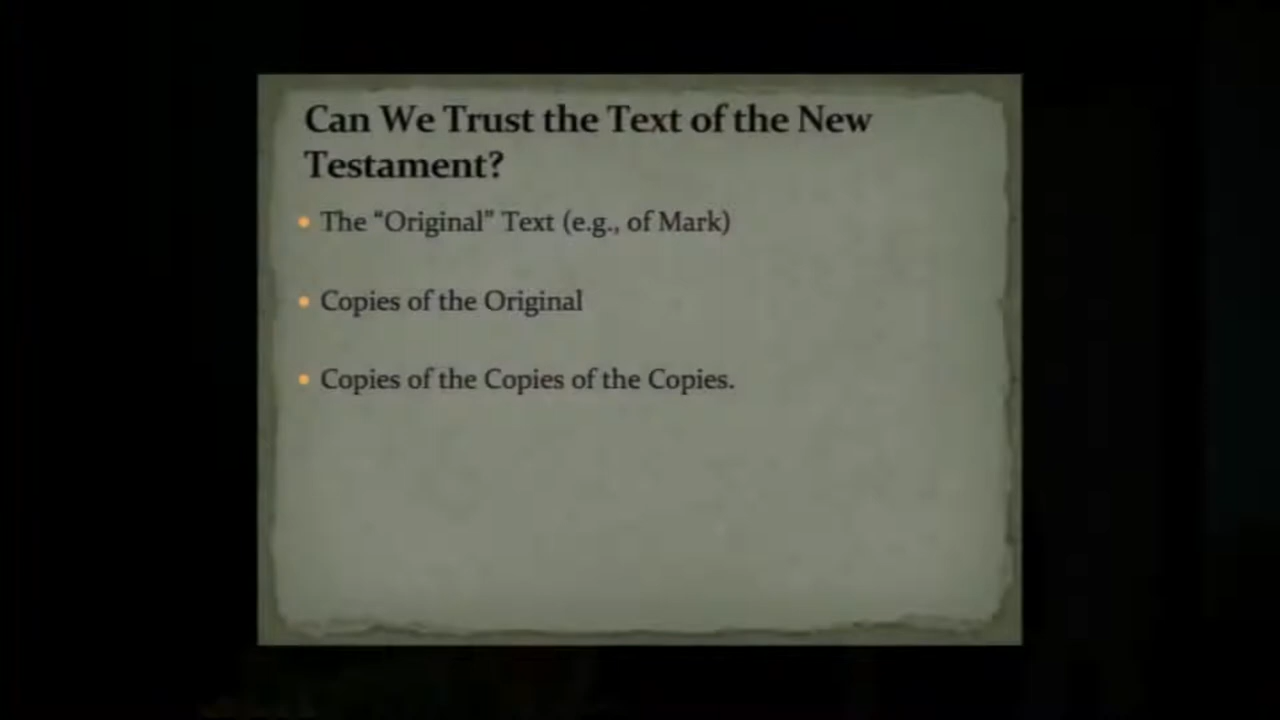 Can We Trust the Text of the New
Testament?
• The “Original” Text (e.g., of Mark)
• Copies of the Original
• Copies of the Copies of the Copies.